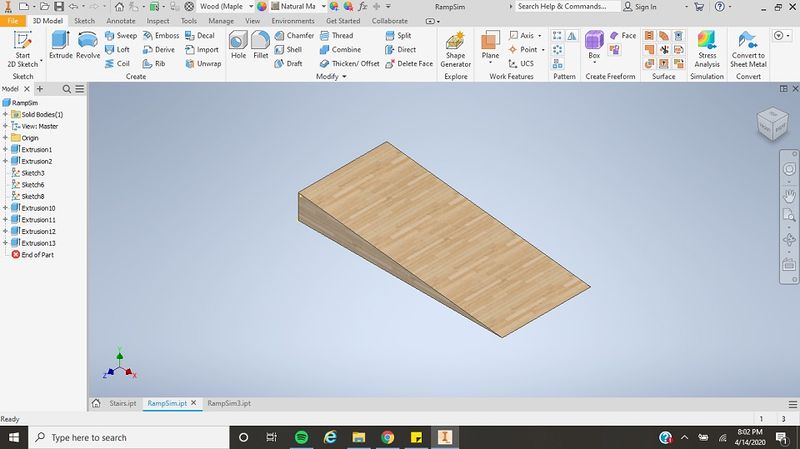 PRO
Wood (Maple
Natural Ma
RampSim
Search Help & Commands...
Sign In
File
3D Model
Sketch
Annotate
Inspect
Tools
Manage
View
Environments
Get Started
Collaborate
Start
2D Sketch
Extrude
Revolve
Sweep
Emboss
Decal
Loft
Derive
Import
Coil
Rib
Unwrap
Hole
Fillet
Chamfer
Thread
Split
Shell
Combine
Direct
Draft
Thicken/ Offset
Delete Face
Shape
Generator
Plane
Axis
Point
UCS
Box
Face
Stress
Analysis
Convert to
Sheet Metal
Sketch
Create
Modify
Explore
Work Features
Pattern
Create Freeform
Surface
Simulation
Convert
Model
RampSim
Solid Bodies(1)
View: Master
Origin
Extrusion1
Extrusion2
Sketch3
Sketch6
Sketch8
Extrusion10
Extrusion11
Extrusion12
Extrusion13
End of Part
Y
Z
X
Stairs.ipt
RampSim.ipt
RampSim3.ipt
Ready
1
3
Type here to search
8:02 PM
4/14/2020